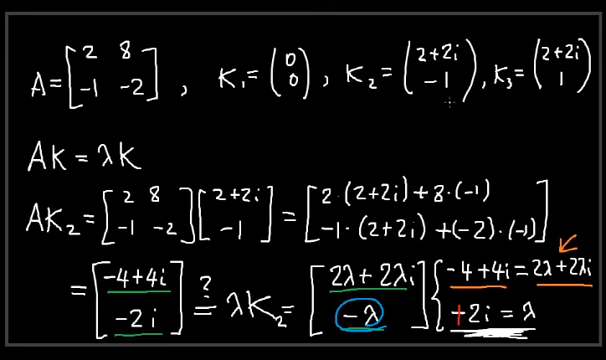 A = [2 8; -1 -2], K₁ = (0; 0), K₂ = (2+2i; -1), K₃ = (2+2i; 1)
AK = λK
AK₂ = [2 8; -1 -2] [2+2i; -1] = [2·(2+2i)+8·(-1); -1·(2+2i)+(-2)·(-1)]
= [-4+4i; -2i] ?= λK₂ = [2λ+2λi; -λ] { -4+4i = 2λ+2λi; +2i = λ